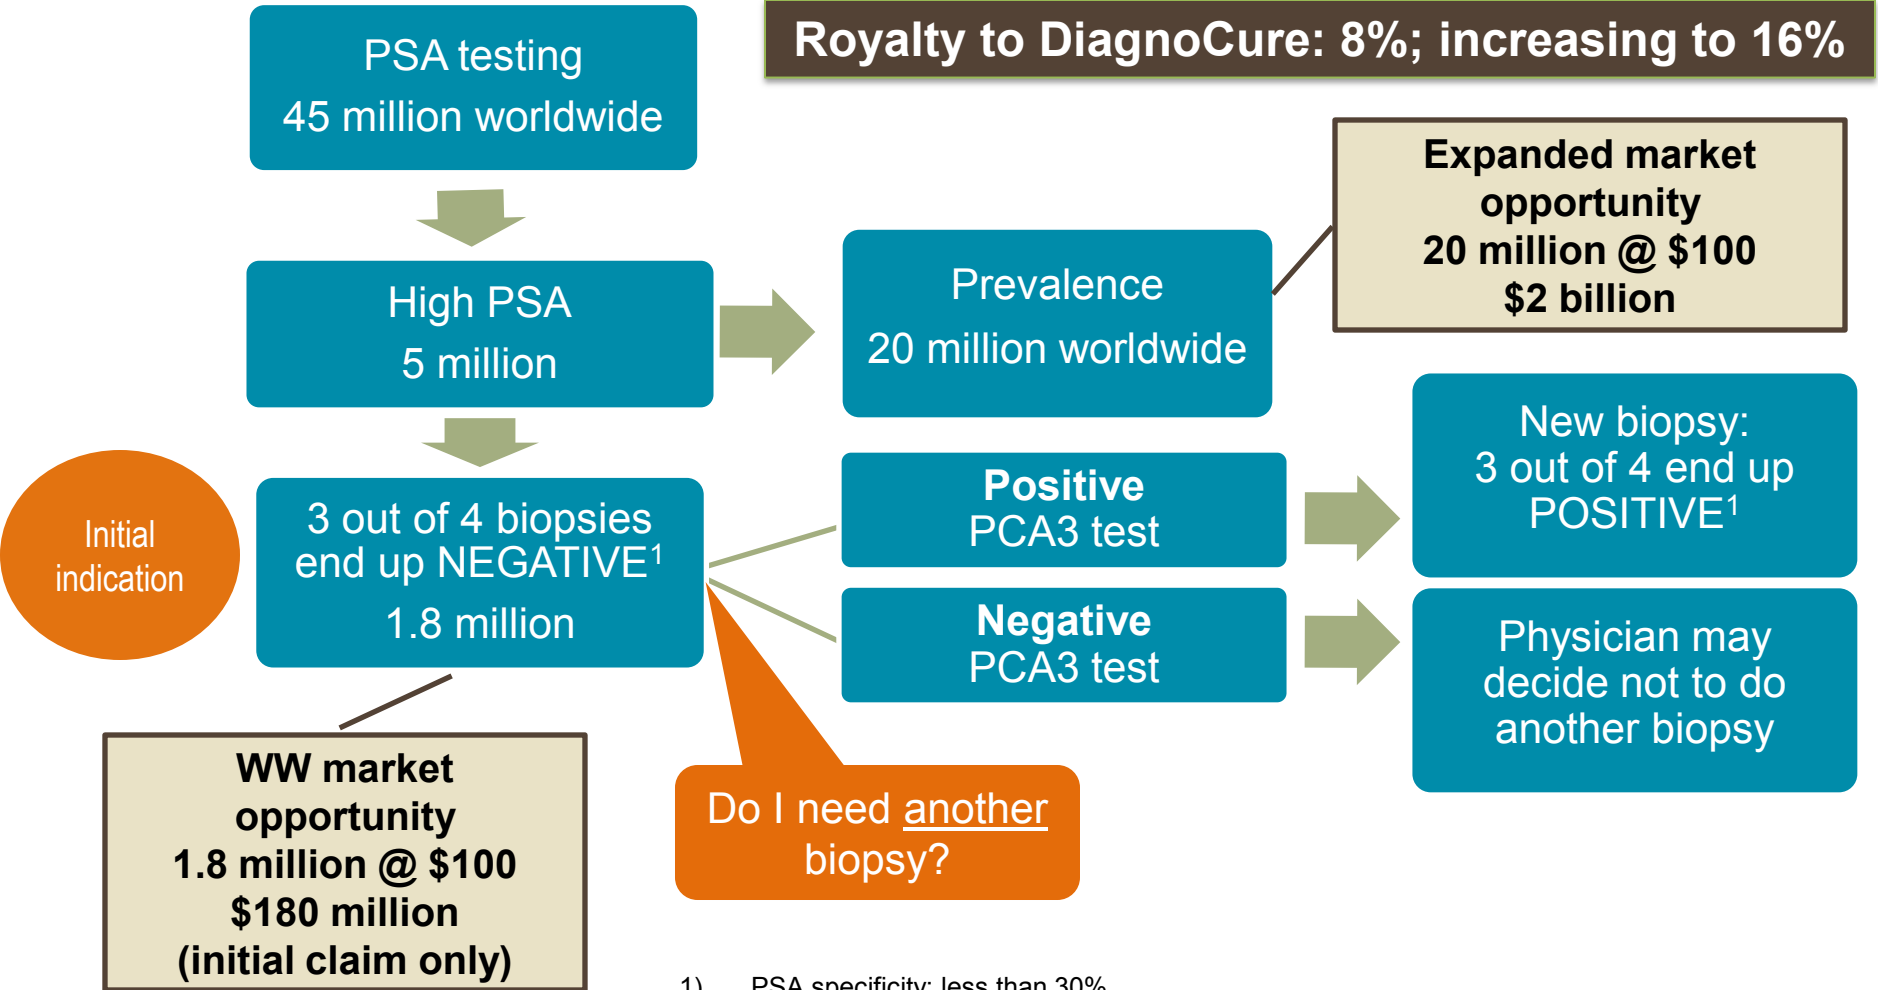 Royalty to DiagnoCure: 8%; increasing to 16%
PSA testing
45 million worldwide
High PSA
5 million
Prevalence
20 million worldwide
Expanded market
opportunity
20 million @ $100
$2 billion
Initial
indication
3 out of 4 biopsies
end up NEGATIVE1
1.8 million
Positive
PCA3 test
New biopsy:
3 out of 4 end up
POSITIVE1
Negative
PCA3 test
Physician may
decide not to do
another biopsy
WW market
opportunity
1.8 million @ $100
$180 million
(initial claim only)
Do I need another
biopsy?
1) PSA specificity: less than 30%